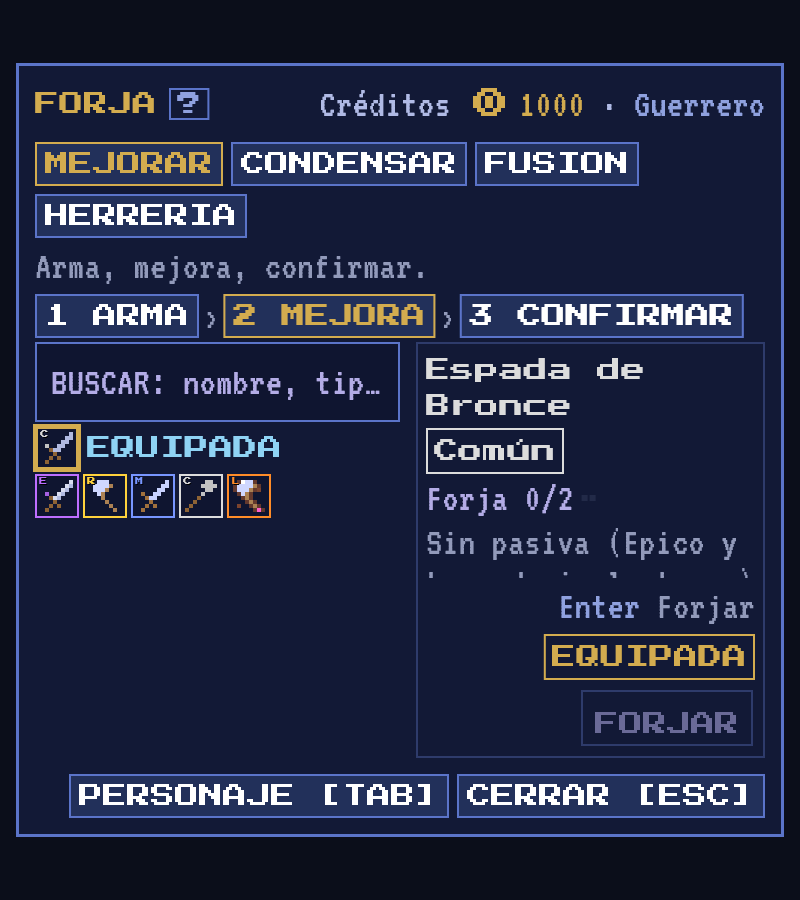 FORJA ? Créditos 1000 · Guerrero
MEJORAR CONDENSAR FUSION
HERRERIA
Arma, mejora, confirmar.
1 ARMA › 2 MEJORA › 3 CONFIRMAR
BUSCAR: nombre, tip…
C EQUIPADA
E R M C L
Espada de
Bronce
Común
Forja 0/2
Sin pasiva (Epico y
Enter Forjar
EQUIPADA
FORJAR
PERSONAJE [TAB] CERRAR [ESC]